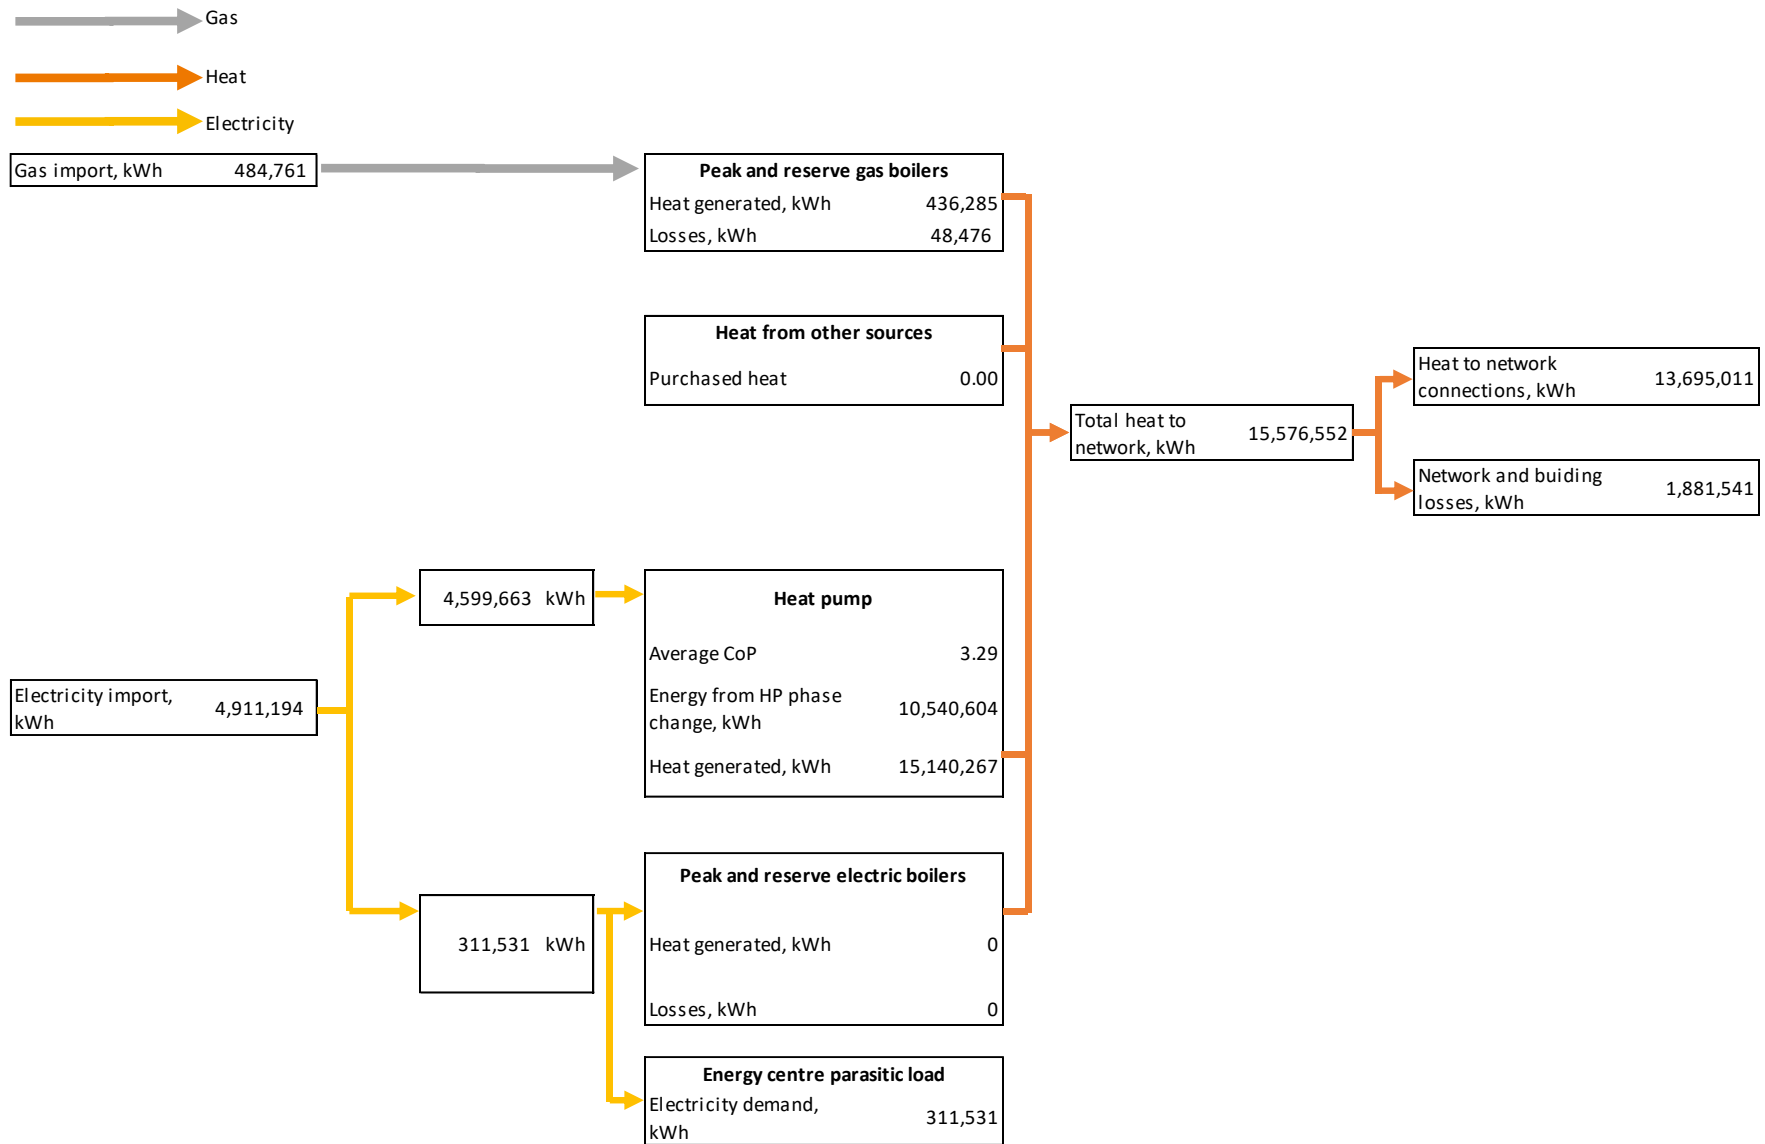 Gas
Heat
Electricity
Gas import, kWh 484,761
Peak and reserve gas boilers
Heat generated, kWh 436,285
Losses, kWh 48,476
Heat from other sources
Purchased heat 0.00
Total heat to
network, kWh 15,576,552
Heat to network
connections, kWh 13,695,011
Network and buiding
losses, kWh 1,881,541
4,599,663 kWh
Heat pump
Average CoP 3.29
Energy from HP phase
change, kWh 10,540,604
Heat generated, kWh 15,140,267
Electricity import,
kWh 4,911,194
Peak and reserve electric boilers
311,531 kWh
Heat generated, kWh 0
Losses, kWh 0
Energy centre parasitic load
Electricity demand,
kWh 311,531